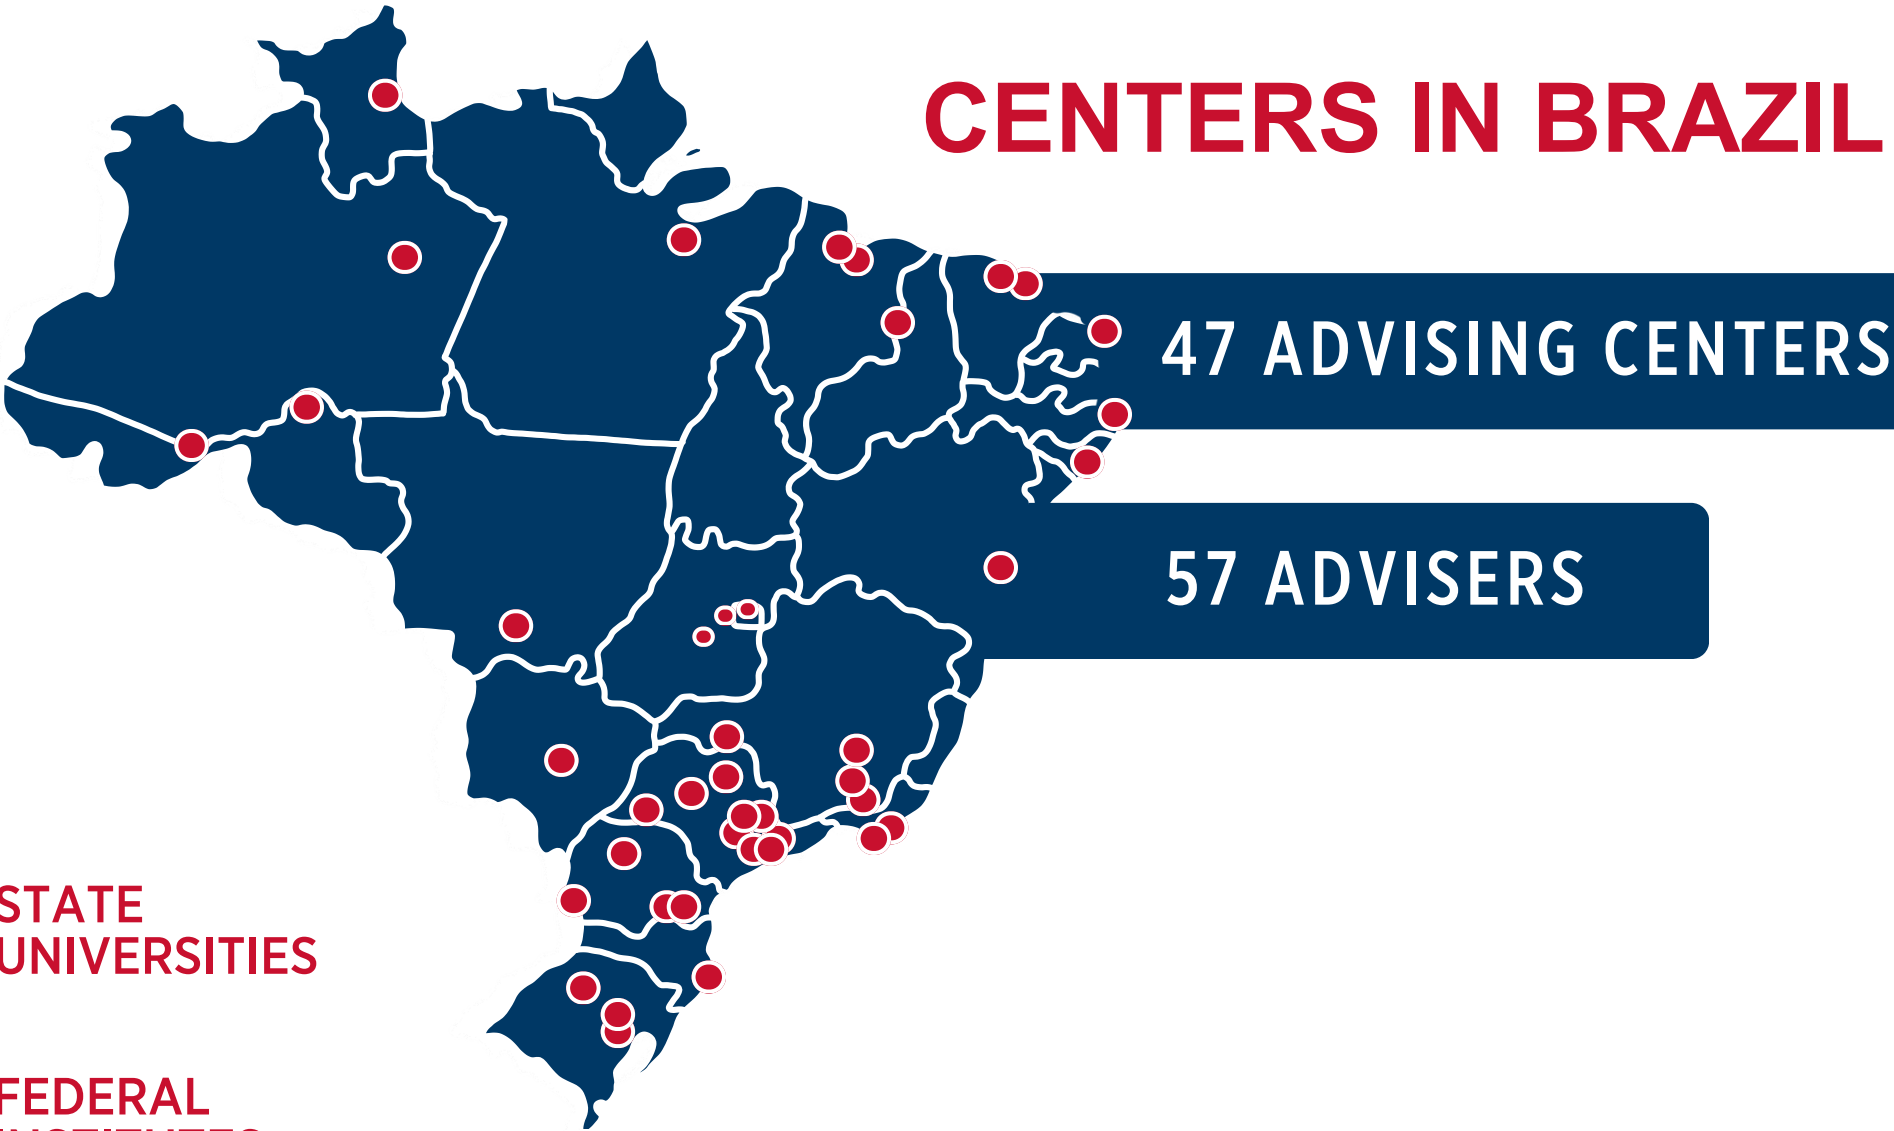 CENTERS IN BRAZIL
47 ADVISING CENTERS
57 ADVISERS
STATE
UNIVERSITIES
FEDERAL